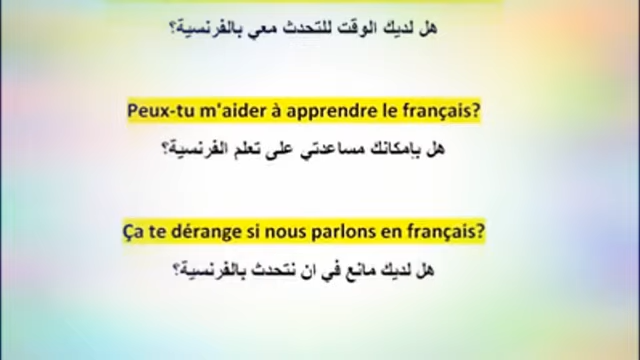 هل لديك الوقت للتحدث معي بالفرنسية؟
Peux-tu m'aider à apprendre le français?
هل بإمكانك مساعدتي على تعلم الفرنسية؟
Ça te dérange si nous parlons en français?
هل لديك مانع في ان نتحدث بالفرنسية؟